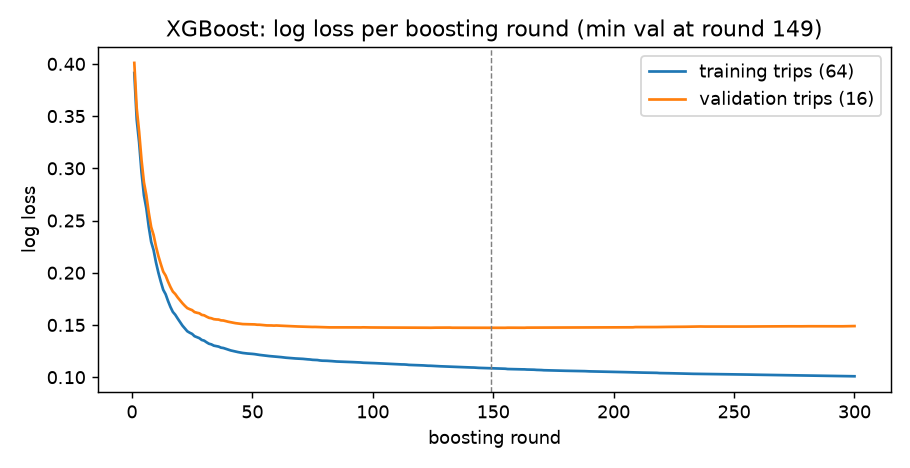 XGBoost: log loss per boosting round (min val at round 149)
training trips (64)
validation trips (16)
log loss
0.40
0.35
0.30
0.25
0.20
0.15
0.10
0 50 100 150 200 250 300
boosting round